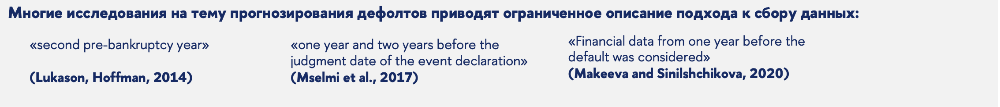 Многие исследования на тему прогнозирования дефолтов приводят ограниченное описание подхода к сбору данных:
«second pre-bankruptcy year»
(Lukason, Hoffman, 2014)
«one year and two years before the
judgment date of the event declaration»
(Mselmi et al., 2017)
«Financial data from one year before the
default was considered»
(Makeeva and Sinilshchikova, 2020)